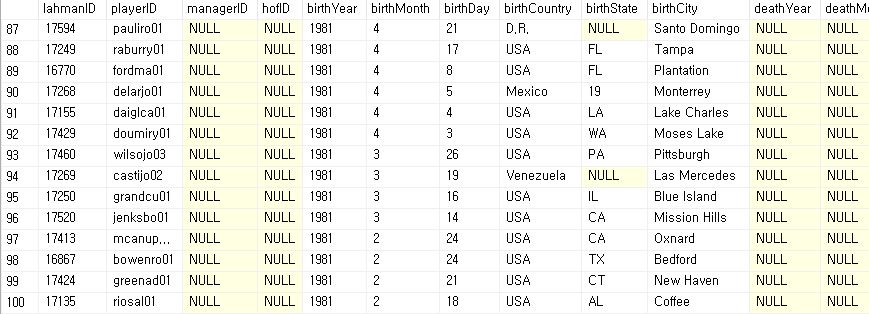 lahmanID playerID managerID hofID birthYear birthMonth birthDay birthCountry birthState birthCity deathYear deathMo
87 17594 pauliro01 NULL NULL 1981 4 21 D.R. NULL Santo Domingo NULL NULL
88 17249 raburry01 NULL NULL 1981 4 17 USA FL Tampa NULL NULL
89 16770 fordma01 NULL NULL 1981 4 8 USA FL Plantation NULL NULL
90 17268 delarjo01 NULL NULL 1981 4 5 Mexico 19 Monterrey NULL NULL
91 17155 daiglca01 NULL NULL 1981 4 4 USA LA Lake Charles NULL NULL
92 17429 doumiry01 NULL NULL 1981 4 3 USA WA Moses Lake NULL NULL
93 17460 wilsojo03 NULL NULL 1981 3 26 USA PA Pittsburgh NULL NULL
94 17269 castijo02 NULL NULL 1981 3 19 Venezuela NULL Las Mercedes NULL NULL
95 17250 grandcu01 NULL NULL 1981 3 16 USA IL Blue Island NULL NULL
96 17520 jenksbo01 NULL NULL 1981 3 14 USA CA Mission Hills NULL NULL
97 17413 mcanup... NULL NULL 1981 2 24 USA CA Oxnard NULL NULL
98 16867 bowenro01 NULL NULL 1981 2 24 USA TX Bedford NULL NULL
99 17424 greenad01 NULL NULL 1981 2 21 USA CT New Haven NULL NULL
100 17135 riosal01 NULL NULL 1981 2 18 USA AL Coffee NULL NULL